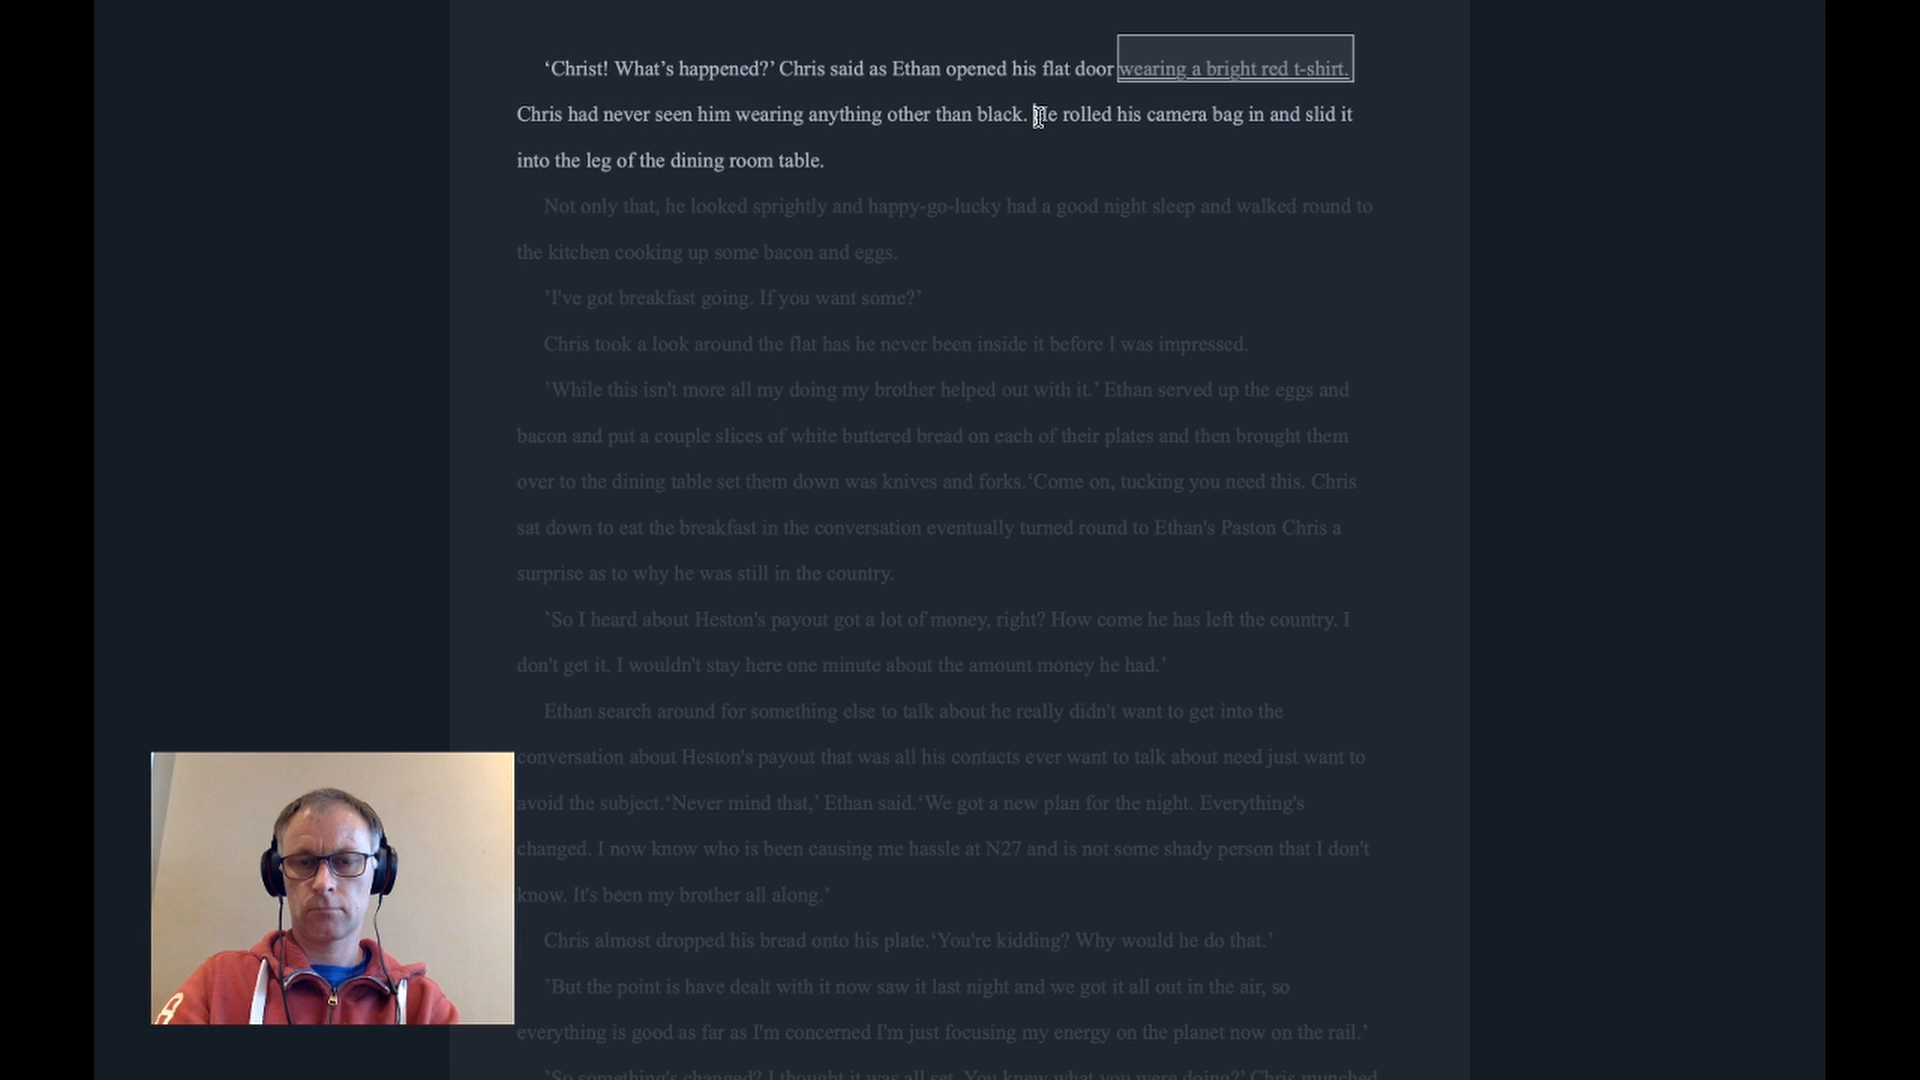 ‘Christ! What’s happened?’ Chris said as Ethan opened his flat door wearing a bright red t-shirt.
Chris had never seen him wearing anything other than black. He rolled his camera bag in and slid it
into the leg of the dining room table.
Not only that, he looked sprightly and happy-go-lucky had a good night sleep and walked round to
the kitchen cooking up some bacon and eggs.
’I've got breakfast going. If you want some?’
Chris took a look around the flat has he never been inside it before I was impressed.
’While this isn't more all my doing my brother helped out with it.’ Ethan served up the eggs and
bacon and put a couple slices of white buttered bread on each of their plates and then brought them
over to the dining table set them down was knives and forks.‘Come on, tucking you need this. Chris
sat down to eat the breakfast in the conversation eventually turned round to Ethan's Paston Chris a
surprise as to why he was still in the country.
’So I heard about Heston's payout got a lot of money, right? How come he has left the country. I
don't get it. I wouldn't stay here one minute about the amount money he had.’
Ethan search around for something else to talk about he really didn't want to get into the
conversation about Heston's payout that was all his contacts ever want to talk about need just want to
avoid the subject.‘Never mind that,’ Ethan said.‘We got a new plan for the night. Everything's
changed. I now know who is been causing me hassle at N27 and is not some shady person that I don't
know. It's been my brother all along.’
Chris almost dropped his bread onto his plate.‘You're kidding? Why would he do that.’
’But the point is have dealt with it now saw it last night and we got it all out in the air, so
everything is good as far as I'm concerned I'm just focusing my energy on the planet now on the rail.’
’So something's changed? I thought it was all set. You knew what you were doing?’ Chris munched